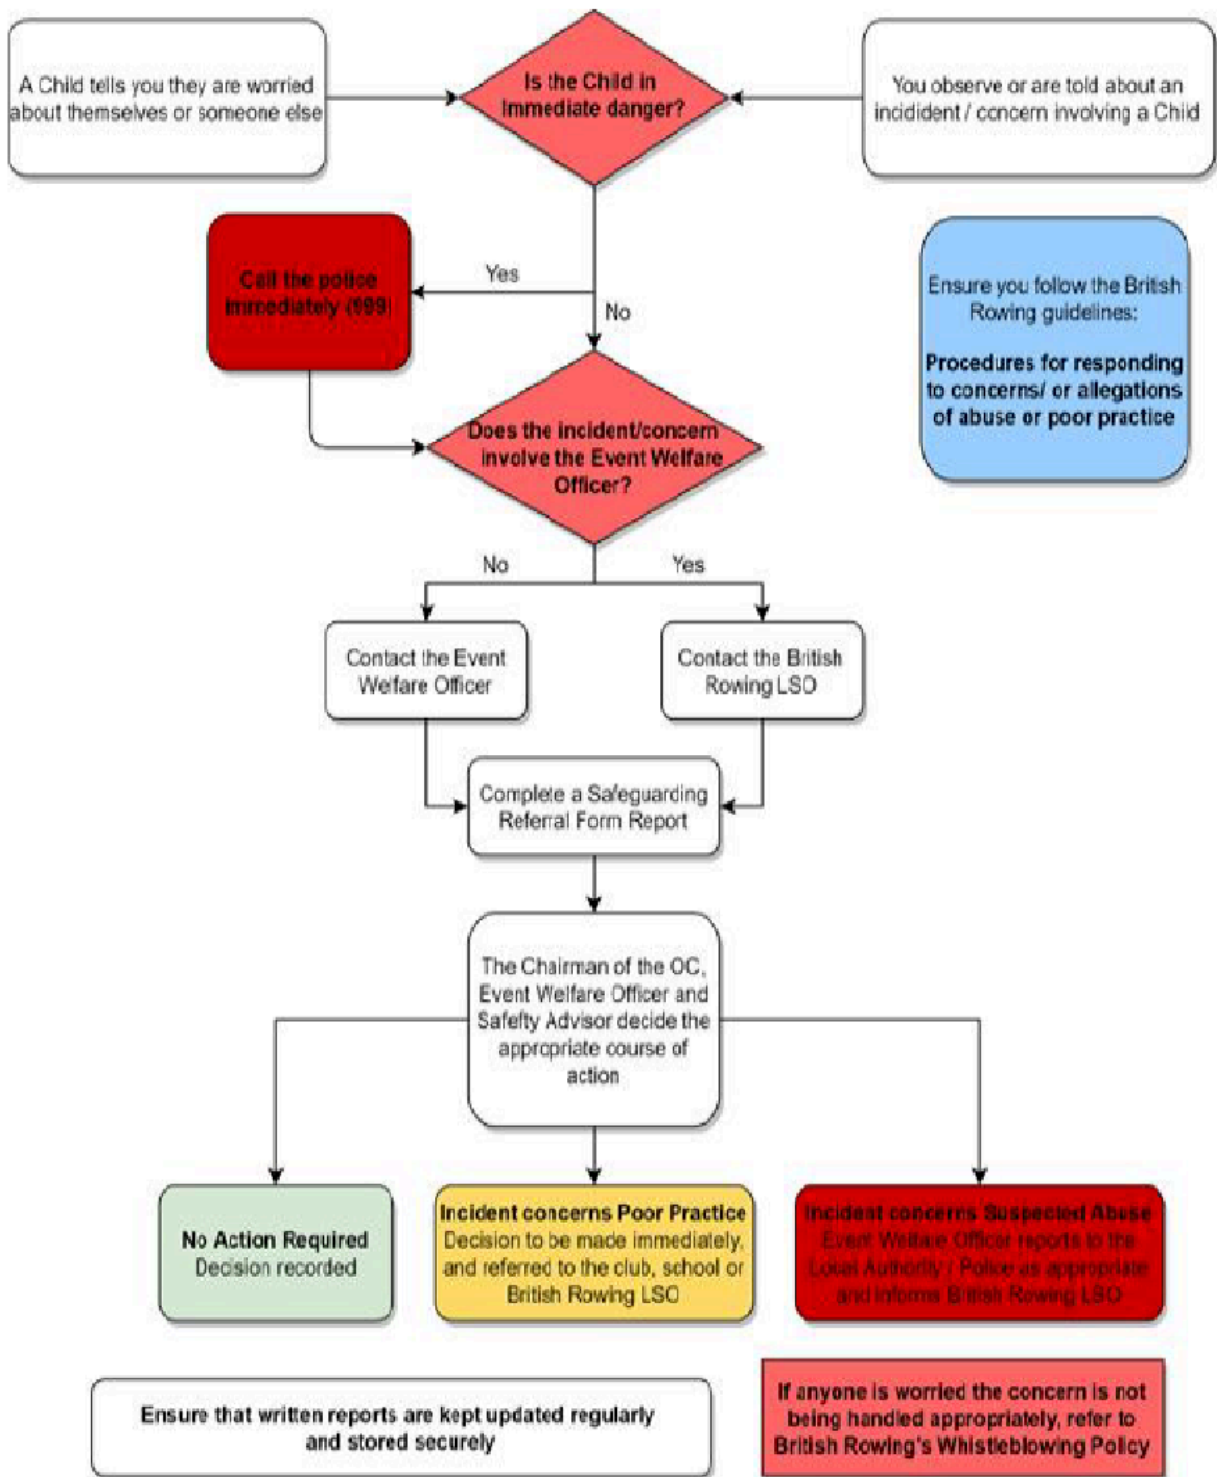 A Child tells you they are worried
about themselves or someone else
Is the Child in
Immediate danger?
You observe or are told about an
incidident / concern involving a Child
Call the police
immediately (999)
Yes
No
Ensure you follow the British
Rowing guidelines:
Procedures for responding
to concerns/ or allegations
of abuse or poor practice
Does the incident/concern
involve the Event Welfare
Officer?
No
Yes
Contact the Event
Welfare Officer
Contact the British
Rowing LSO
Complete a Safeguarding
Referral Form Report
The Chairman of the OC,
Event Welfare Officer and
Safefty Advisor decide the
appropriate course of
action
No Action Required
Decision recorded
Incident concerns Poor Practice
Decision to be made immediately,
and referred to the club, school or
British Rowing LSO
Incident concerns Suspected Abuse
Event Welfare Officer reports to the
Local Authority / Police as appropriate
and informs British Rowing LSO
Ensure that written reports are kept updated regularly
and stored securely
If anyone is worried the concern is not
being handled appropriately, refer to
British Rowing's Whistleblowing Policy